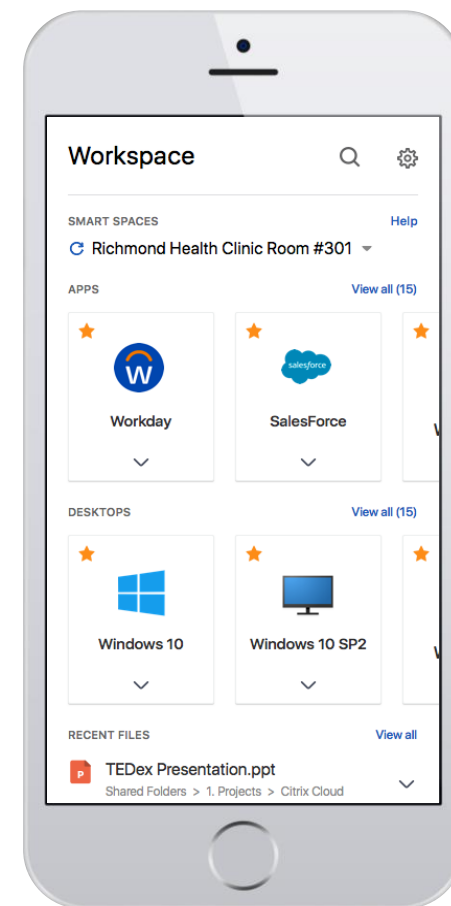 Workspace
SMART SPACES Help
Richmond Health Clinic Room #301
APPS View all (15)
salesforce
Workday SalesForce
DESKTOPS View all (15)
Windows 10 Windows 10 SP2
RECENT FILES View all
P
TEDex Presentation.ppt
Shared Folders > 1. Projects > Citrix Cloud